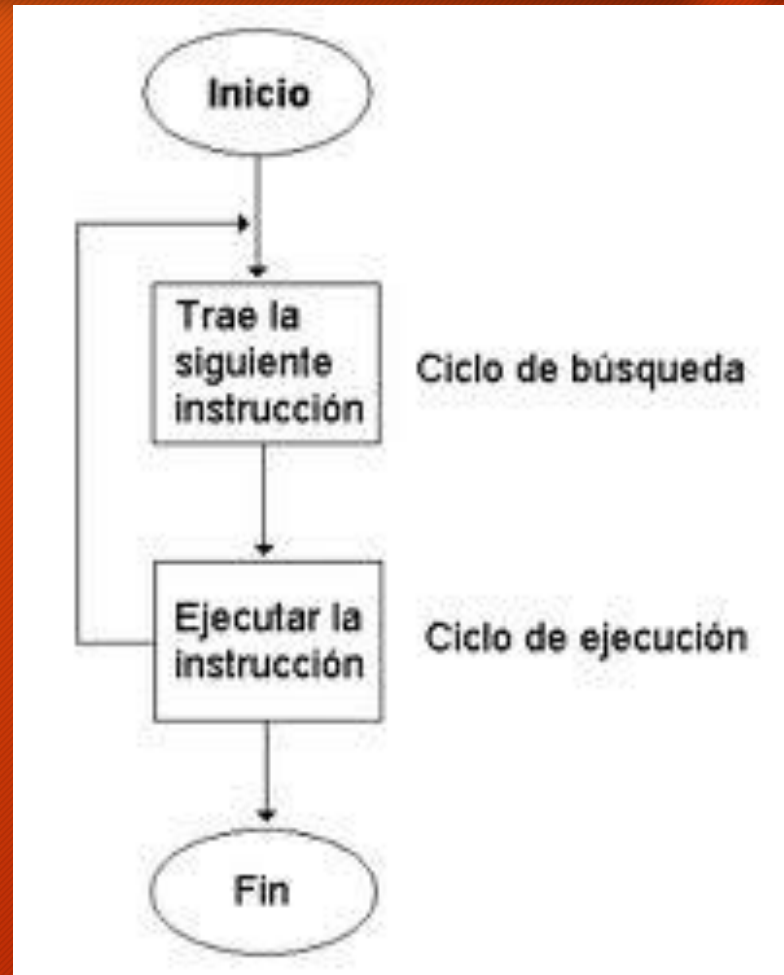 Inicio
Trae la
siguiente
instrucción
Ciclo de búsqueda
Ejecutar la
instrucción
Ciclo de ejecución
Fin